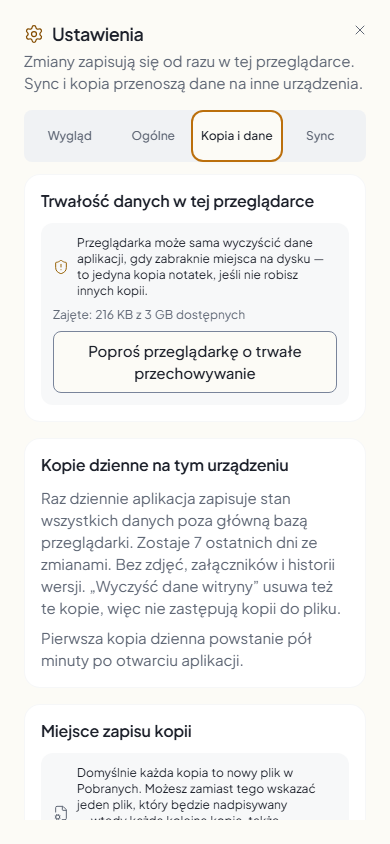 Ustawienia
Zmiany zapisują się od razu w tej przeglądarce.
Sync i kopia przenoszą dane na inne urządzenia.
Wygląd
Ogólne
Kopia i dane
Sync
Trwałość danych w tej przeglądarce
Przeglądarka może sama wyczyścić dane
aplikacji, gdy zabraknie miejsca na dysku —
to jedyna kopia notatek, jeśli nie robisz
innych kopii.
Zajęte: 216 KB z 3 GB dostępnych
Poproś przeglądarkę o trwałe
przechowywanie
Kopie dzienne na tym urządzeniu
Raz dziennie aplikacja zapisuje stan
wszystkich danych poza główną bazą
przeglądarki. Zostaje 7 ostatnich dni ze
zmianami. Bez zdjęć, załączników i historii
wersji. „Wyczyść dane witryny” usuwa też
te kopie, więc nie zastępują kopii do pliku.
Pierwsza kopia dzienna powstanie pół
minuty po otwarciu aplikacji.
Miejsce zapisu kopii
Domyślnie każda kopia to nowy plik w
Pobranych. Możesz zamiast tego wskazać
jeden plik, który będzie nadpisywany
— wtedy każda kolejna kopia, także